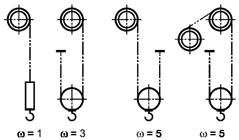 ω = 1 ω = 3 ω = 5 ω = 5